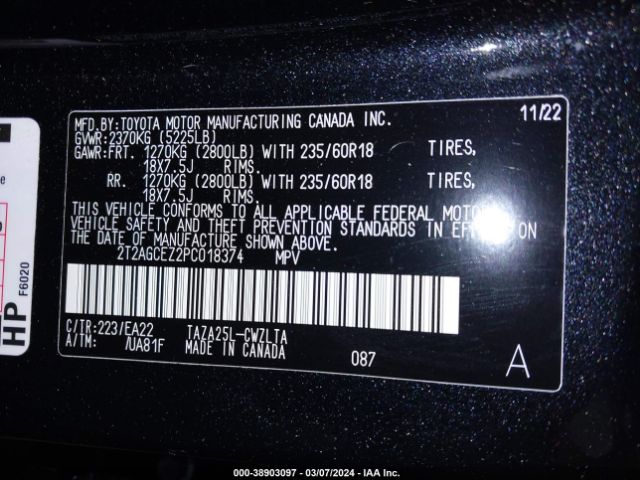 MFD.BY:TOYOTA MOTOR MANUFACTURING CANADA INC. 11/22
GVWR:2370KG (5225LB)
GAWR:FRT. 1270KG (2800LB) WITH 235/60R18 TIRES,
18X7.5J RIMS.
RR. 1270KG (2800LB) WITH 235/60R18 TIRES,
18X7.5J RIMS.
THIS VEHICLE CONFORMS TO ALL APPLICABLE FEDERAL MOTOR
VEHICLE SAFETY AND THEFT PREVENTION STANDARDS IN EFFECT ON
THE DATE OF MANUFACTURE SHOWN ABOVE.
2T2AGCEZ2PC018374 MPV
C/TR:223/EA22 TAZA25L-CWZLTA
A/TM: /UA81F MADE IN CANADA 087 A
HP
F6020
000-38903097 - 03/07/2024 - IAA Inc.